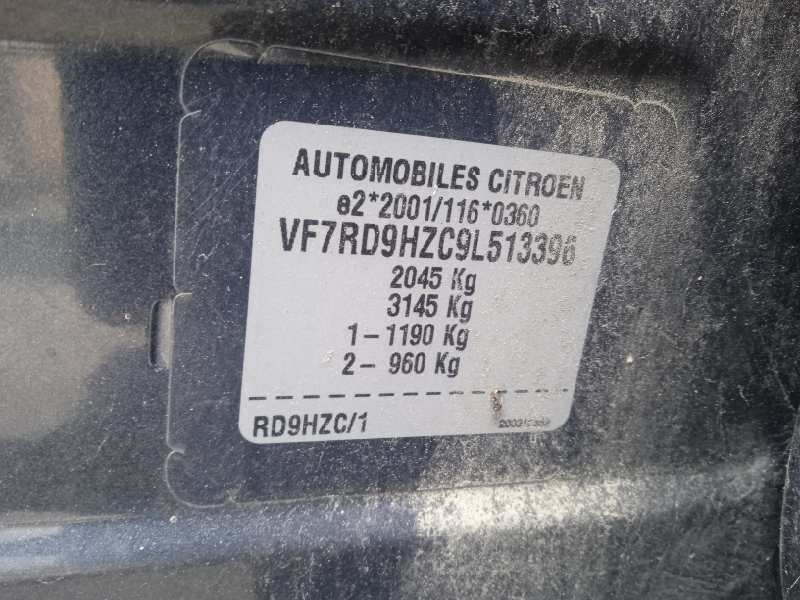 AUTOMOBILES CITROEN
e2*2001/116*0360
VF7RD9HZC9L513396
2045 Kg
3145 Kg
1 - 1190 Kg
2 - 960 Kg
RD9HZC/1